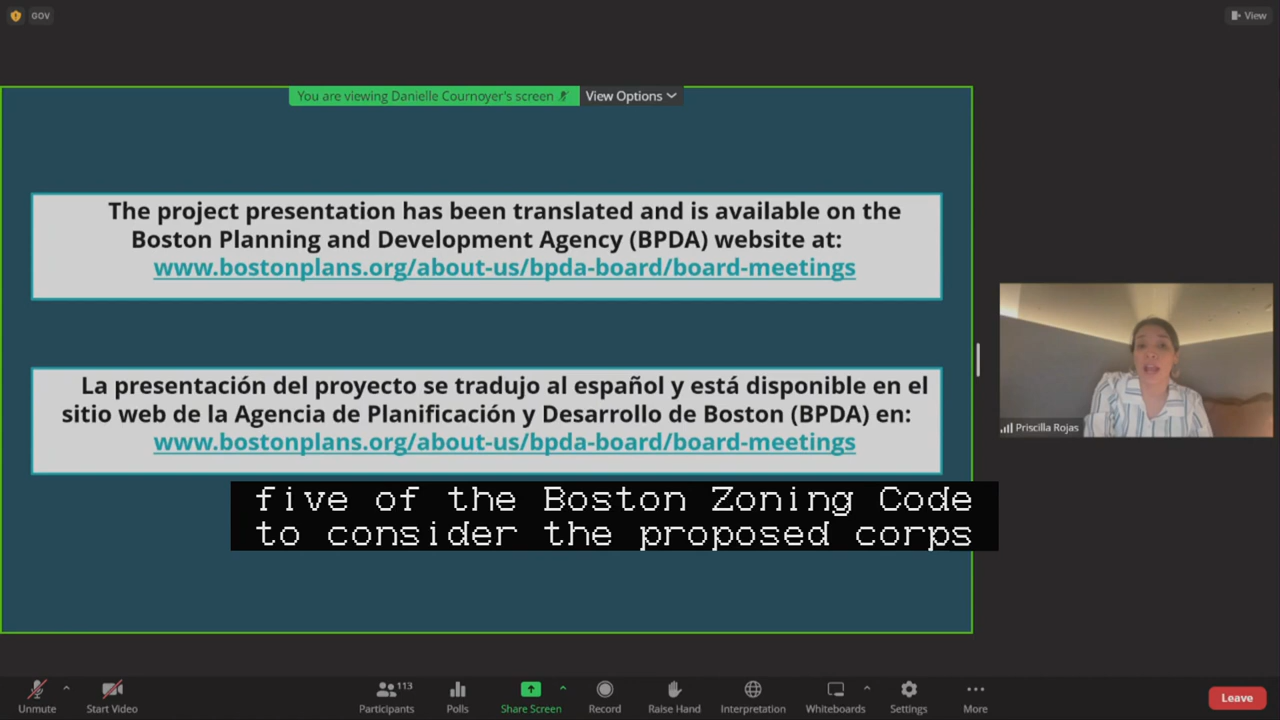 GOV
View
You are viewing Danielle Cournoyer's screen
View Options
The project presentation has been translated and is available on the
Boston Planning and Development Agency (BPDA) website at:
www.bostonplans.org/about-us/bpda-board/board-meetings
La presentación del proyecto se tradujo al español y está disponible en el
sitio web de la Agencia de Planificación y Desarrollo de Boston (BPDA) en:
www.bostonplans.org/about-us/bpda-board/board-meetings
Priscilla Rojas
five of the Boston Zoning Code
to consider the proposed corps
113
Unmute
Start Video
Participants
Polls
Share Screen
Record
Raise Hand
Interpretation
Whiteboards
Settings
More
Leave